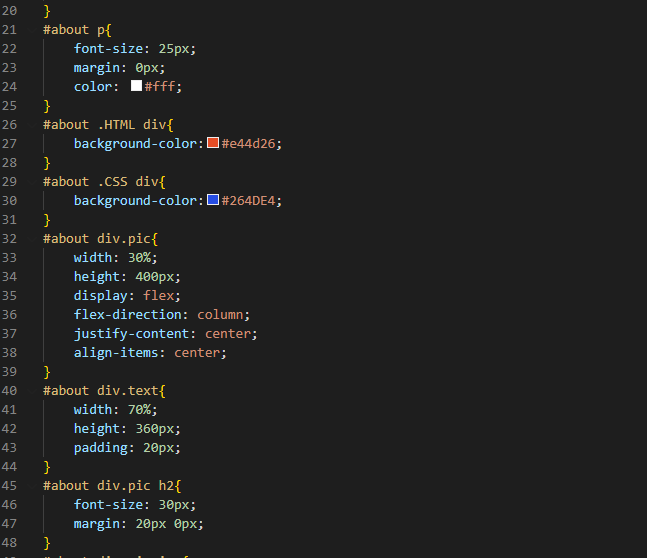 20 }
21 #about p{
22 font-size: 25px;
23 margin: 0px;
24 color: #fff;
25 }
26 #about .HTML div{
27 background-color:#e44d26;
28 }
29 #about .CSS div{
30 background-color:#264DE4;
31 }
32 #about div.pic{
33 width: 30%;
34 height: 400px;
35 display: flex;
36 flex-direction: column;
37 justify-content: center;
38 align-items: center;
39 }
40 #about div.text{
41 width: 70%;
42 height: 360px;
43 padding: 20px;
44 }
45 #about div.pic h2{
46 font-size: 30px;
47 margin: 20px 0px;
48 }